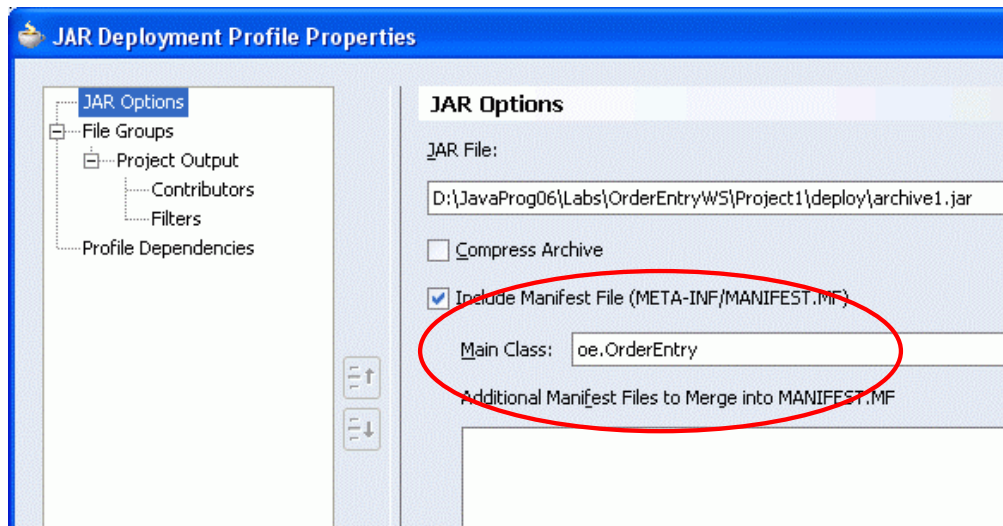 JAR Deployment Profile Properties
JAR Options
File Groups
Project Output
Contributors
Filters
Profile Dependencies
JAR Options
JAR File:
D:\JavaProg06\Labs\OrderEntryWS\Project1\deploy\archive1.jar
Compress Archive
Include Manifest File (META-INF/MANIFEST.MF)
Main Class: oe.OrderEntry
Additional Manifest Files to Merge into MANIFEST.MF